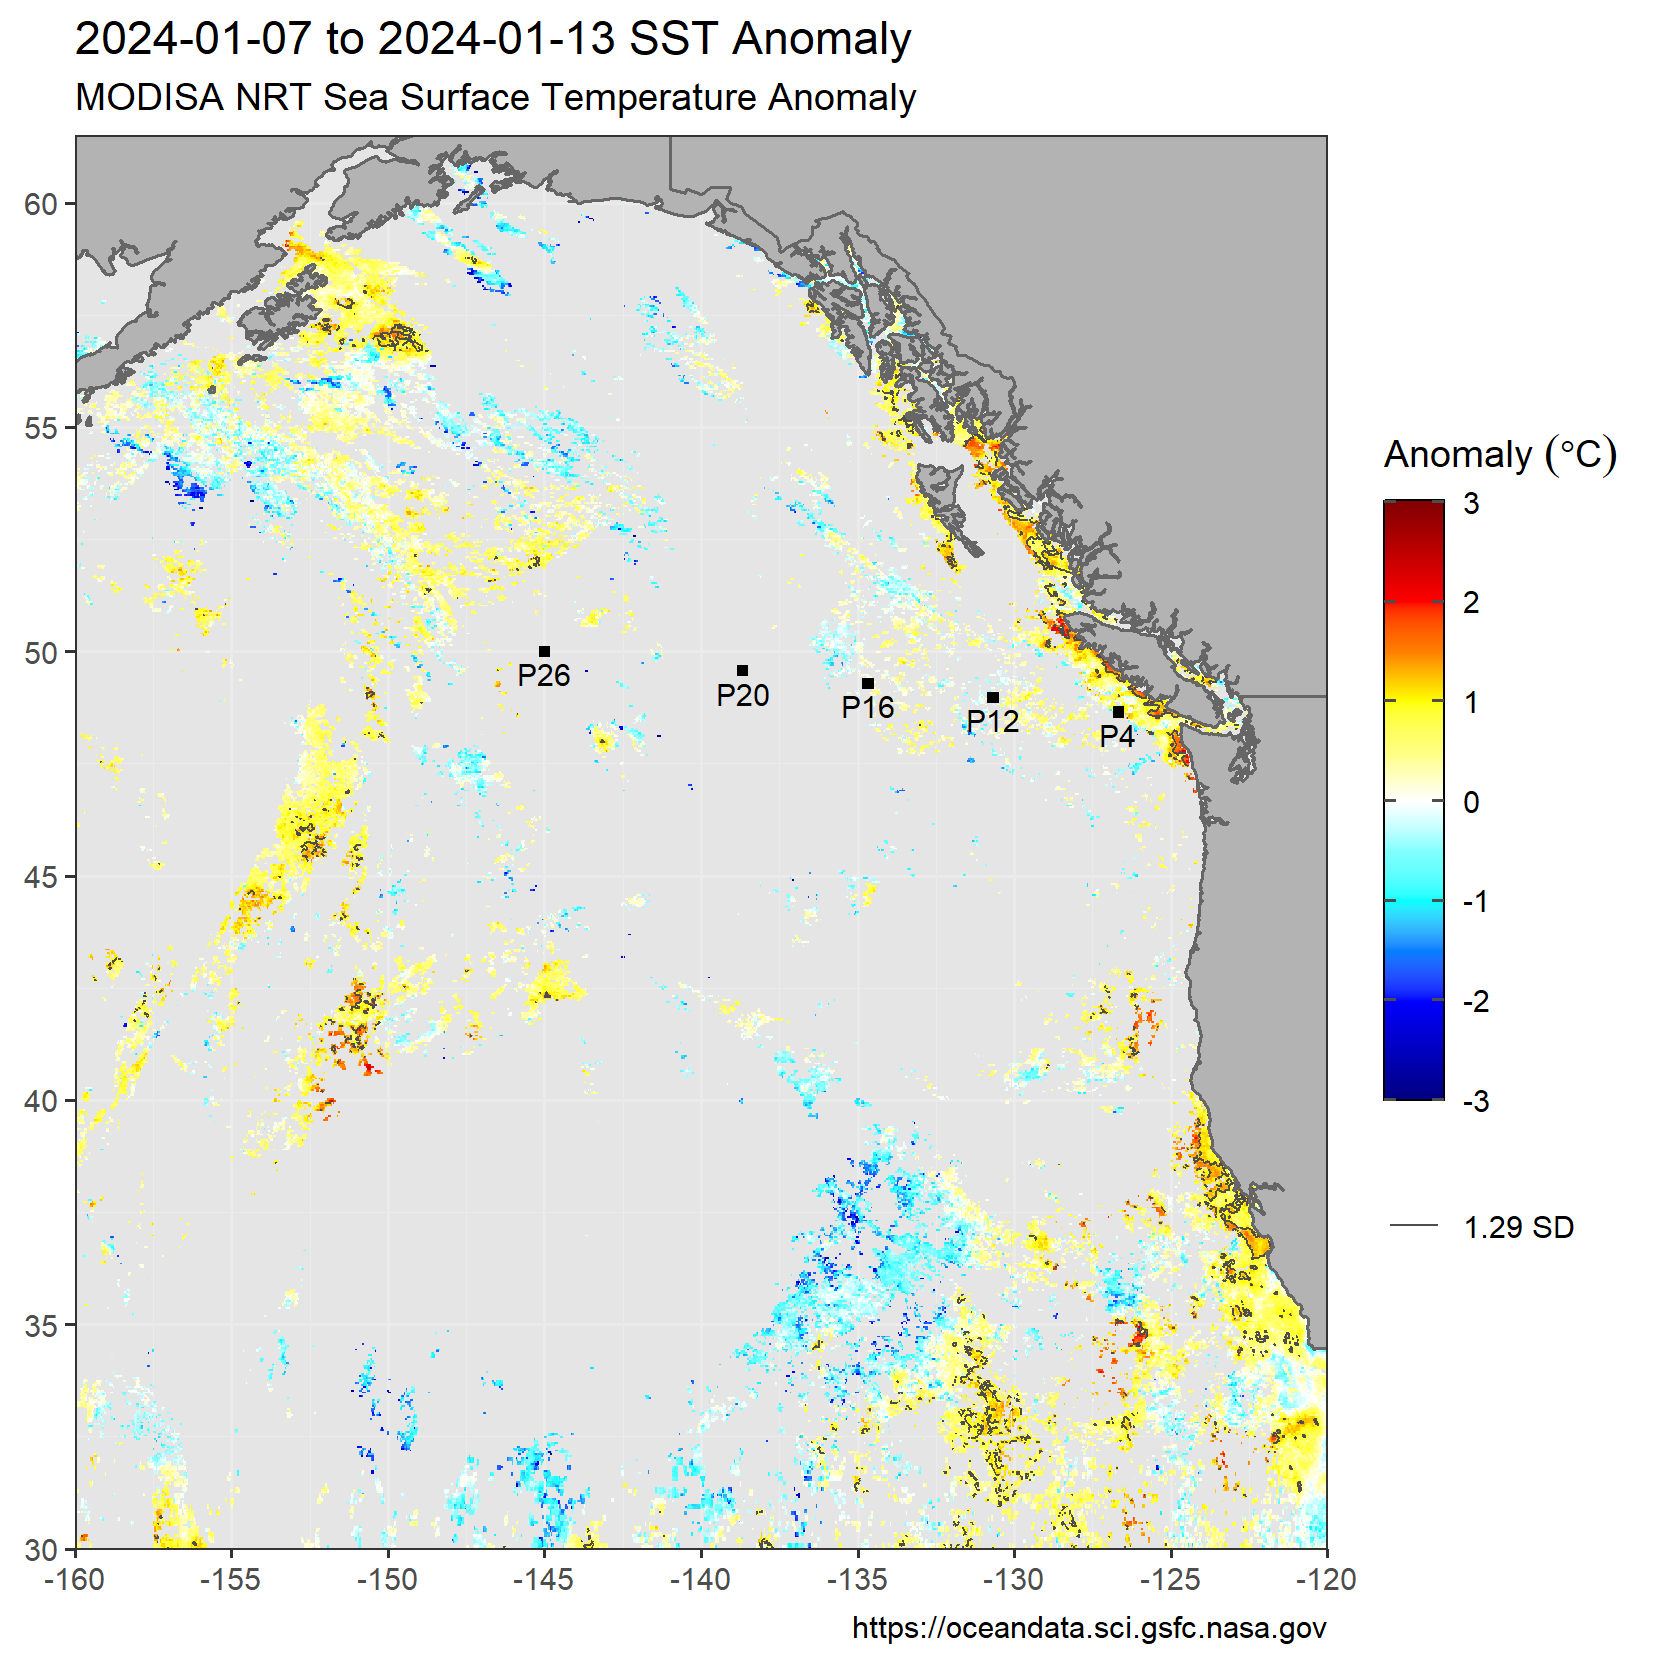 2024-01-07 to 2024-01-13 SST Anomaly
MODISA NRT Sea Surface Temperature Anomaly
60
55
50
45
40
35
30
-160
-155
-150
-145
-140
-135
-130
-125
-120
P26
P20
P16
P12
P4
Anomaly (°C)
3
2
1
0
-1
-2
-3
1.29 SD
https://oceandata.sci.gsfc.nasa.gov